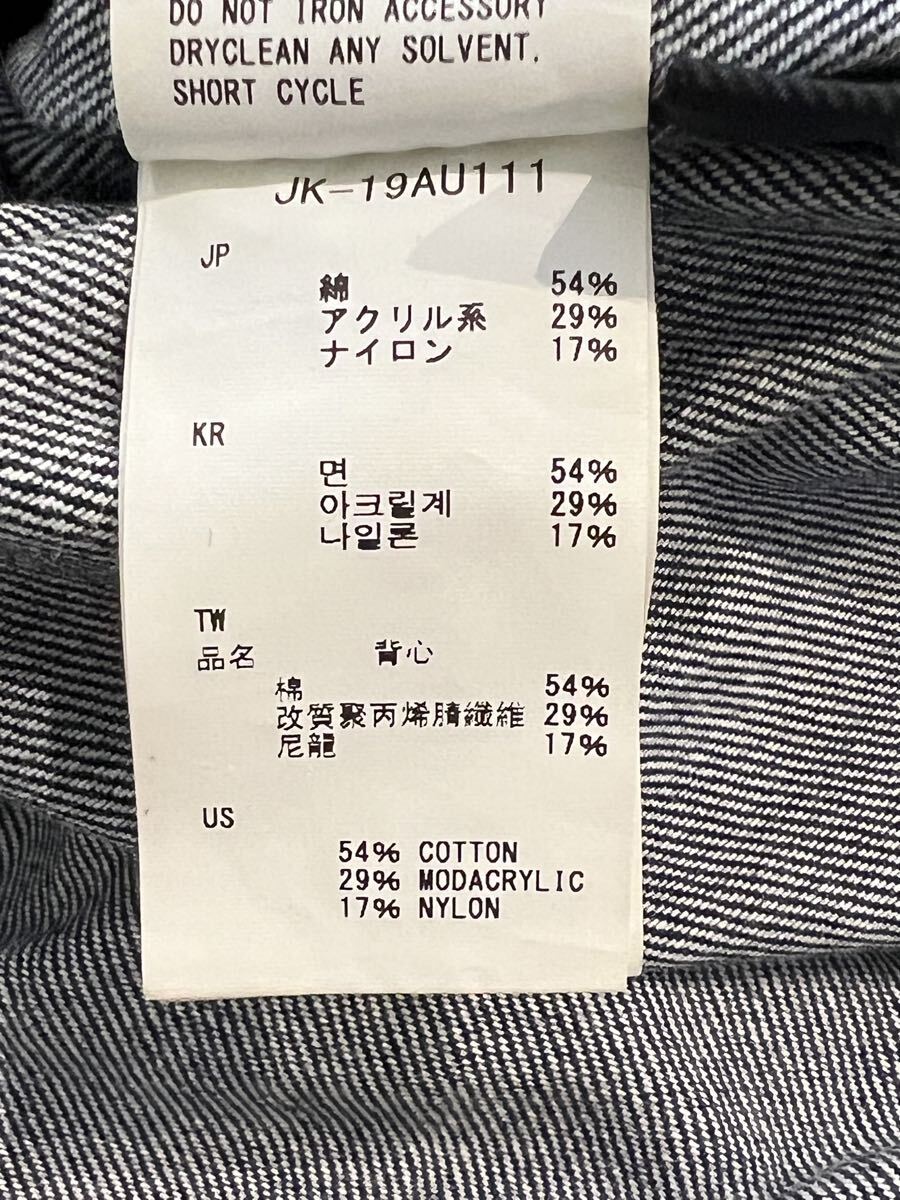 DO NOT IRON ACCESSORY
DRYCLEAN ANY SOLVENT.
SHORT CYCLE
JK-19AU111
JP
綿 54%
アクリル系 29%
ナイロン 17%
KR
면 54%
아크릴계 29%
나일론 17%
TW
品名 背心
棉 54%
改質聚丙烯腈纖維 29%
尼龍 17%
US
54% COTTON
29% MODACRYLIC
17% NYLON